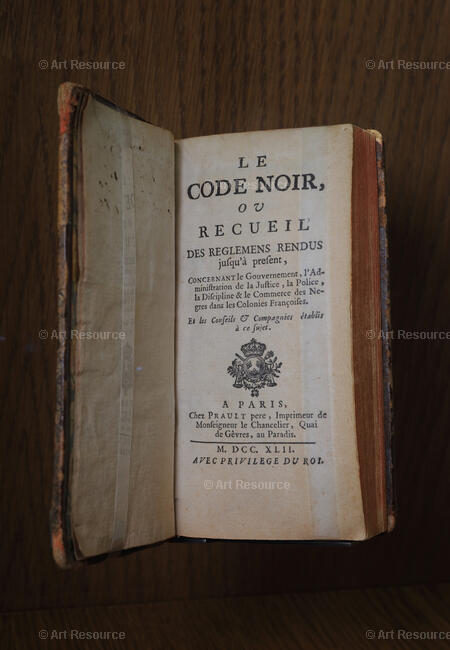 © Art Resource
© Art Resource
LE
CODE NOIR,
OU
RECUEIL
DES REGLEMENS RENDUS
jusqu'à present,
CONCERNANT le Gouvernement, l'Ad-
ministration de la Justice, la Police,
la Discipline & le Commerce des Ne-
gres dans les Colonies Françoises.
Et les Conseils & Compagnies établis
à ce sujet.
© Art Resource
© Art Resource
A PARIS,
Chez PRAULT pere, Imprimeur de
Monseigneur le Chancelier, Quai
de Gêvres, au Paradis.
M. DCC. XLII.
AVEC PRIVILEGE DU ROI.
© Art Resource
© Art Resource
© Art Resource